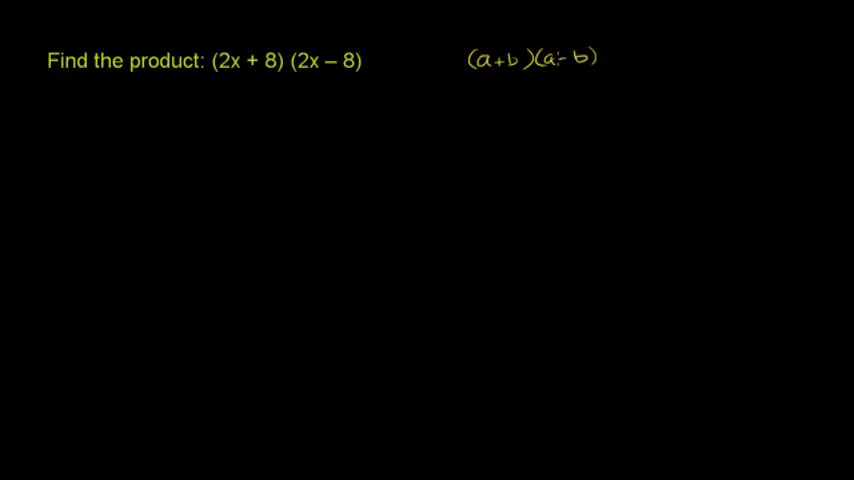 Find the product: (2x + 8) (2x – 8) (a+b)(a-b)